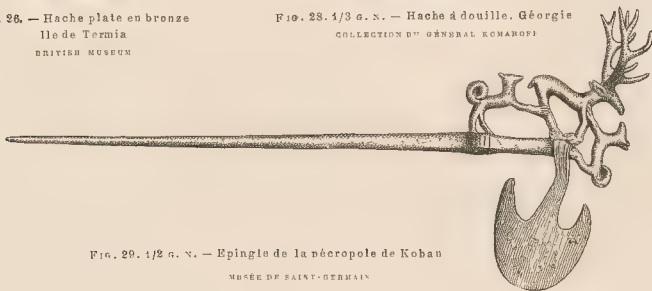 . 26. — Hache plate en bronze
Ile de Termia
BRITISH MUSEUM
FIG. 28. 1/3 G. N. — Hache à douille. Géorgie
COLLECTION DU GÉNÉRAL KOMAROFF
FIG. 29. 1/2 G. N. — Epingle de la nécropole de Koban
MUSÉE DE SAINT-GERMAIN